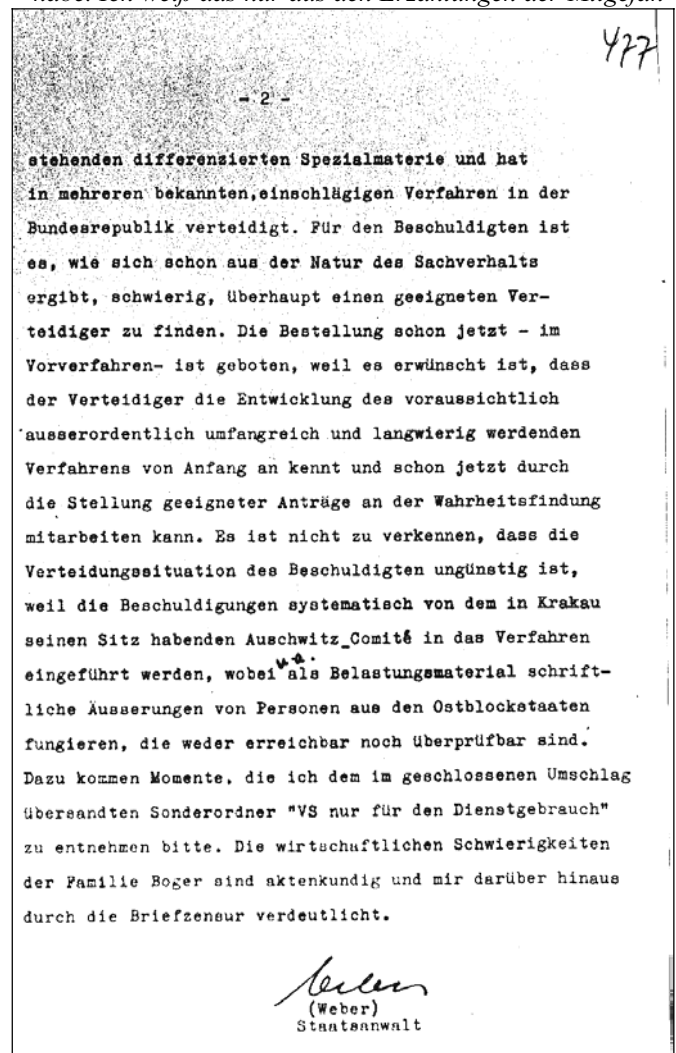 habe. Ich weiß das nur aus den Erzählungen der Mitgefan-
477
- 2 -
stehenden differenzierten Spezialmaterie und hat
in mehreren bekannten,einschlägigen Verfahren in der
Bundesrepublik verteidigt. Für den Beschuldigten ist
es, wie sich schon aus der Natur des Sachverhalts
ergibt, schwierig, überhaupt einen geeigneten Ver-
teidiger zu finden. Die Bestellung schon jetzt - im
Vorverfahren- ist geboten, weil es erwünscht ist, dass
der Verteidiger die Entwicklung des voraussichtlich
ausserordentlich umfangreich und langwierig werdenden
Verfahrens von Anfang an kennt und schon jetzt durch
die Stellung geeigneter Anträge an der Wahrheitsfindung
mitarbeiten kann. Es ist nicht zu verkennen, dass die
Verteidungssituation des Beschuldigten ungünstig ist,
weil die Beschuldigungen systematisch von dem in Krakau
seinen Sitz habenden Auschwitz_Comité in das Verfahren
eingeführt werden, wobei u.a. als Belastungsmaterial schrift-
liche Äusserungen von Personen aus den Ostblockstaaten
fungieren, die weder erreichbar noch überprüfbar sind.
Dazu kommen Momente, die ich dem im geschlossenen Umschlag
übersandten Sonderordner "VS nur für den Dienstgebrauch"
zu entnehmen bitte. Die wirtschaftlichen Schwierigkeiten
der Familie Boger sind aktenkundig und mir darüber hinaus
durch die Briefzensur verdeutlicht.
(Weber)
Staatsanwalt